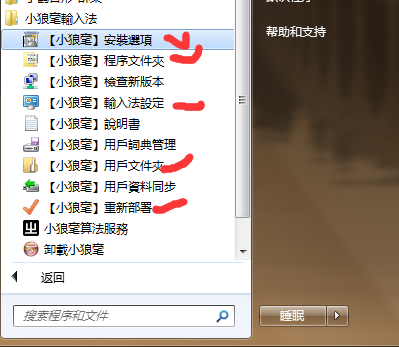 小狼毫輸入法
【小狼毫】安裝選項
【小狼毫】程序文件夾
【小狼毫】檢查新版本
【小狼毫】輸入法設定
【小狼毫】說明書
【小狼毫】用戶詞典管理
【小狼毫】用戶文件夾
【小狼毫】用戶資料同步
【小狼毫】重新部署
小狼毫算法服務
卸載小狼毫
返回
搜索程序和文件
帮助和支持
睡眠